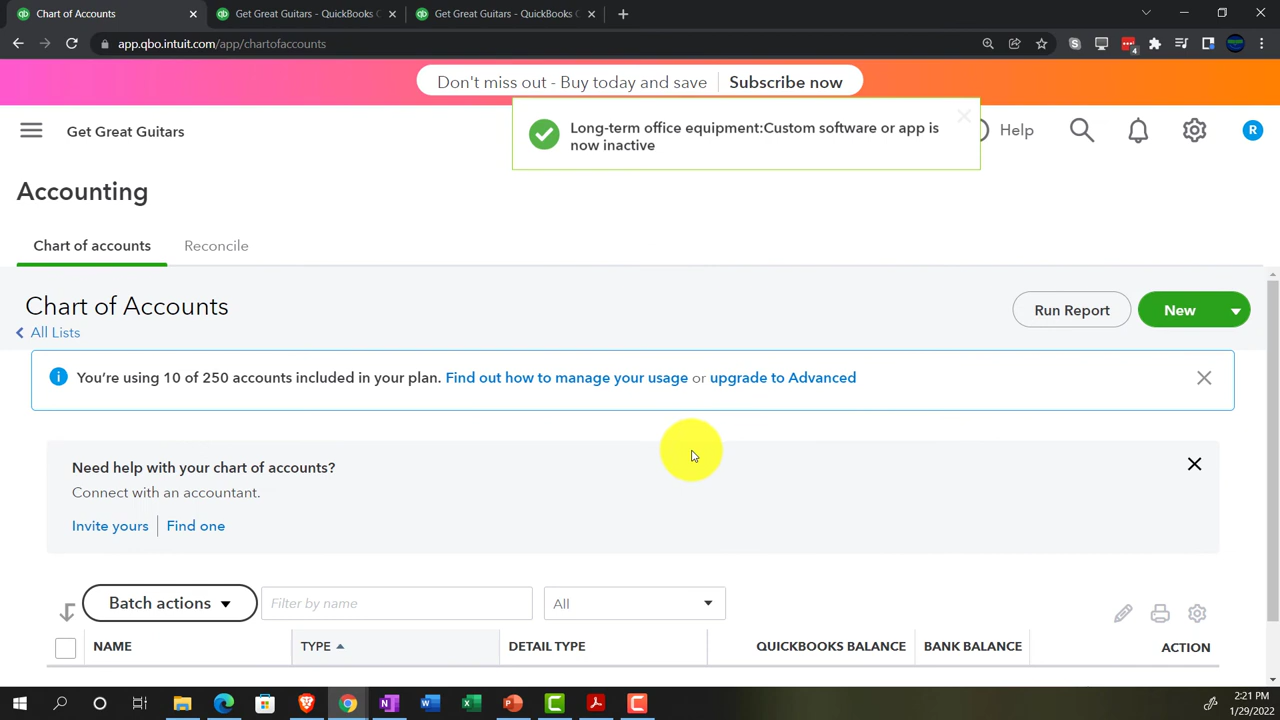 Chart of Accounts
Get Great Guitars - QuickBooks C
Get Great Guitars - QuickBooks C
app.qbo.intuit.com/app/chartofaccounts
4
Don't miss out - Buy today and save
Subscribe now
Get Great Guitars
Long-term office equipment:Custom software or app is
now inactive
Help
R
Accounting
Chart of accounts
Reconcile
Chart of Accounts
All Lists
Run Report
New
You're using 10 of 250 accounts included in your plan. Find out how to manage your usage or upgrade to Advanced
Need help with your chart of accounts?
Connect with an accountant.
Invite yours
Find one
Batch actions
Filter by name
All
NAME
TYPE
DETAIL TYPE
QUICKBOOKS BALANCE
BANK BALANCE
ACTION
2:21 PM
1/29/2022